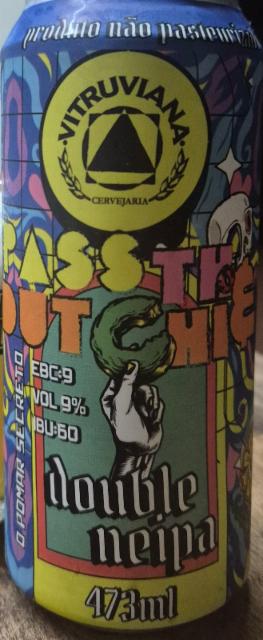 produto não pasteurizado
VITRUVIANA
CERVEJARIA
PASS THE
DUTCHIE
EBC:9
VOL 9%
IBU:60
O POMAR SECRETO
double
neipa
473ml